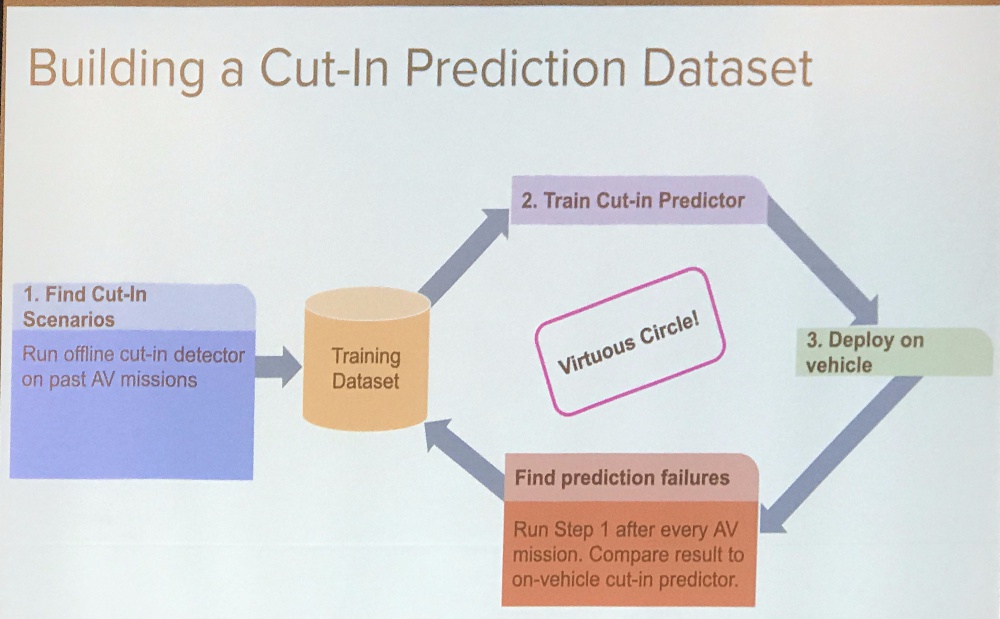 Building a Cut-In Prediction Dataset
2. Train Cut-in Predictor
1. Find Cut-In
Scenarios
Run offline cut-in detector
on past AV missions
Training
Dataset
Virtuous Circle!
3. Deploy on
vehicle
Find prediction failures
Run Step 1 after every AV
mission. Compare result to
on-vehicle cut-in predictor.